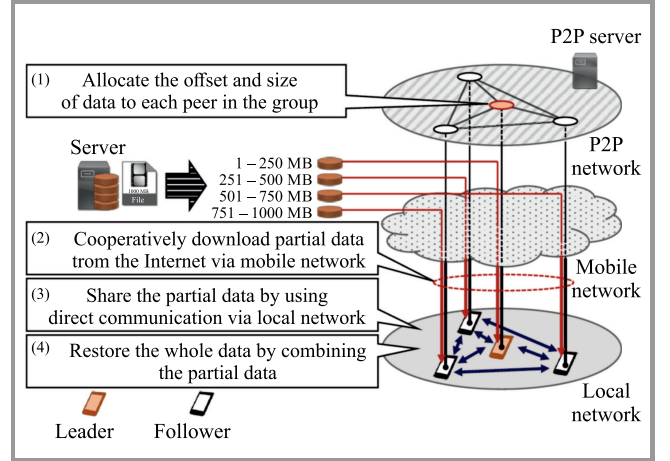 P2P server
(1) Allocate the offset and size
of data to each peer in the group
Server
1000 MB
File
1 – 250 MB
251 – 500 MB
501 – 750 MB
751 – 1000 MB
P2P
network
(2) Cooperatively download partial data
trom the Internet via mobile network
Mobile
network
(3) Share the partial data by using
direct communication via local network
(4) Restore the whole data by combining
the partial data
Local
network
Leader
Follower